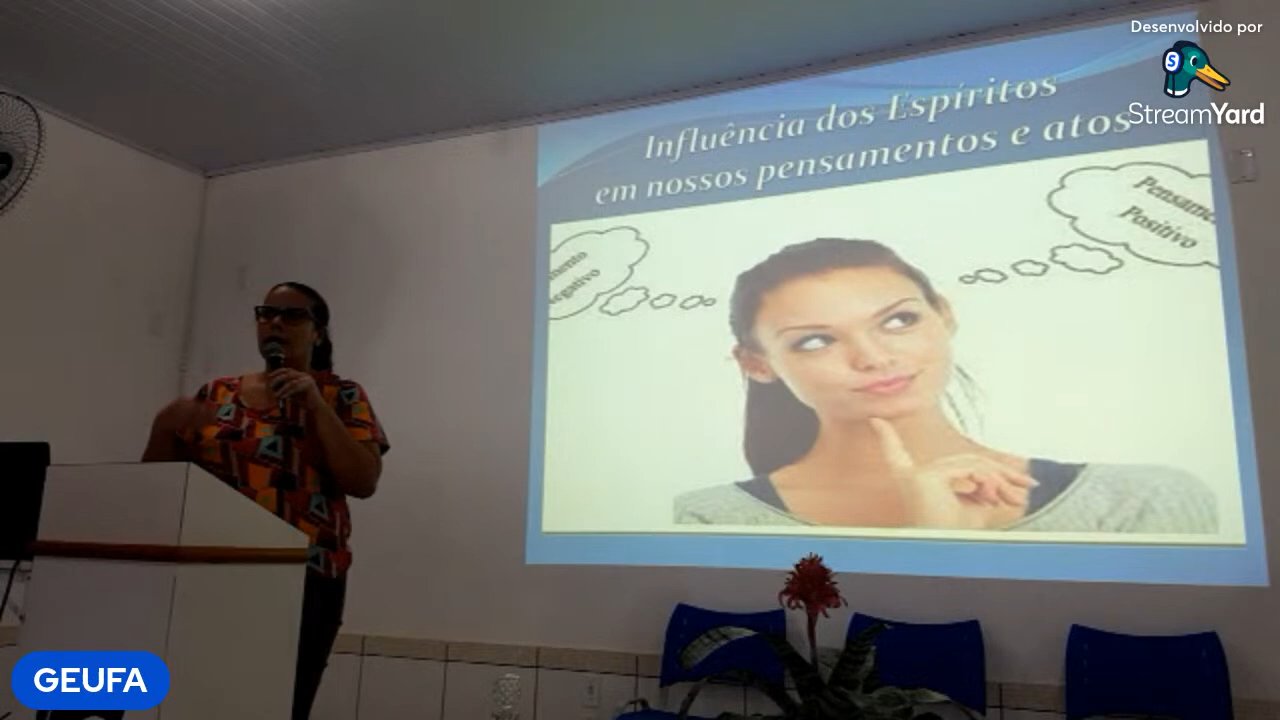 Desenvolvido por
StreamYard
Influência dos Espíritos
em nossos pensamentos e atos
Positivo
GEUFA